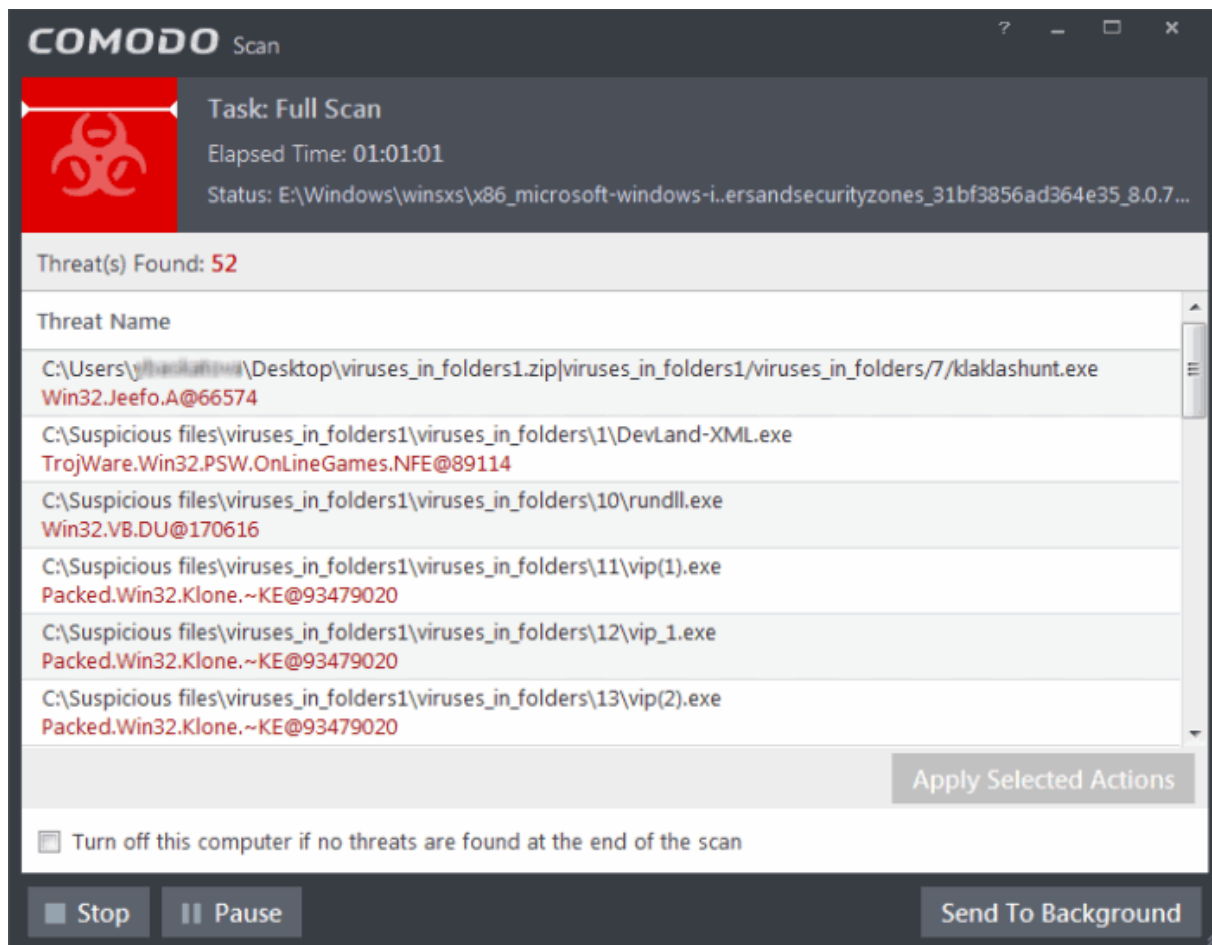 COMODO Scan
?
Task: Full Scan
Elapsed Time: 01:01:01
Status: E:\Windows\winsxs\x86_microsoft-windows-i..ersandsecurityzones_31bf3856ad364e35_8.0.7...
Threat(s) Found: 52
Threat Name
C:\Users\ \Desktop\viruses_in_folders1.zip|viruses_in_folders1/viruses_in_folders/7/klaklashunt.exe
Win32.Jeefo.A@66574
C:\Suspicious files\viruses_in_folders1\viruses_in_folders\1\DevLand-XML.exe
TrojWare.Win32.PSW.OnLineGames.NFE@89114
C:\Suspicious files\viruses_in_folders1\viruses_in_folders\10\rundll.exe
Win32.VB.DU@170616
C:\Suspicious files\viruses_in_folders1\viruses_in_folders\11\vip(1).exe
Packed.Win32.Klone.~KE@93479020
C:\Suspicious files\viruses_in_folders1\viruses_in_folders\12\vip_1.exe
Packed.Win32.Klone.~KE@93479020
C:\Suspicious files\viruses_in_folders1\viruses_in_folders\13\vip(2).exe
Packed.Win32.Klone.~KE@93479020
Apply Selected Actions
Turn off this computer if no threats are found at the end of the scan
Stop
Pause
Send To Background